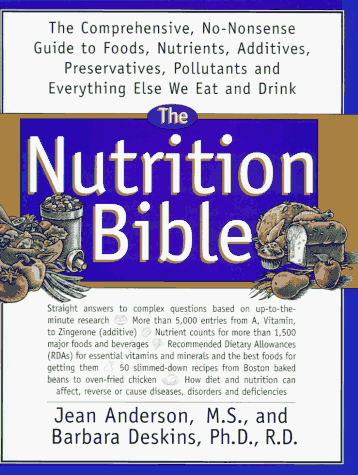 The Comprehensive, No-Nonsense
Guide to Foods, Nutrients, Additives,
Preservatives, Pollutants and
Everything Else We Eat and Drink
The
Nutrition
Bible
Straight answers to complex questions based on up-to-the-
minute research More than 5,000 entries from A, Vitamin,
to Zingerone (additive) Nutrient counts for more than 1,500
major foods and beverages Recommended Dietary Allowances
(RDAs) for essential vitamins and minerals and the best foods for
getting them 50 slimmed-down recipes from Boston baked
beans to oven-fried chicken How diet and nutrition can
affect, reverse or cause diseases, disorders and deficiencies
Jean Anderson, M.S., and
Barbara Deskins, Ph.D., R.D.